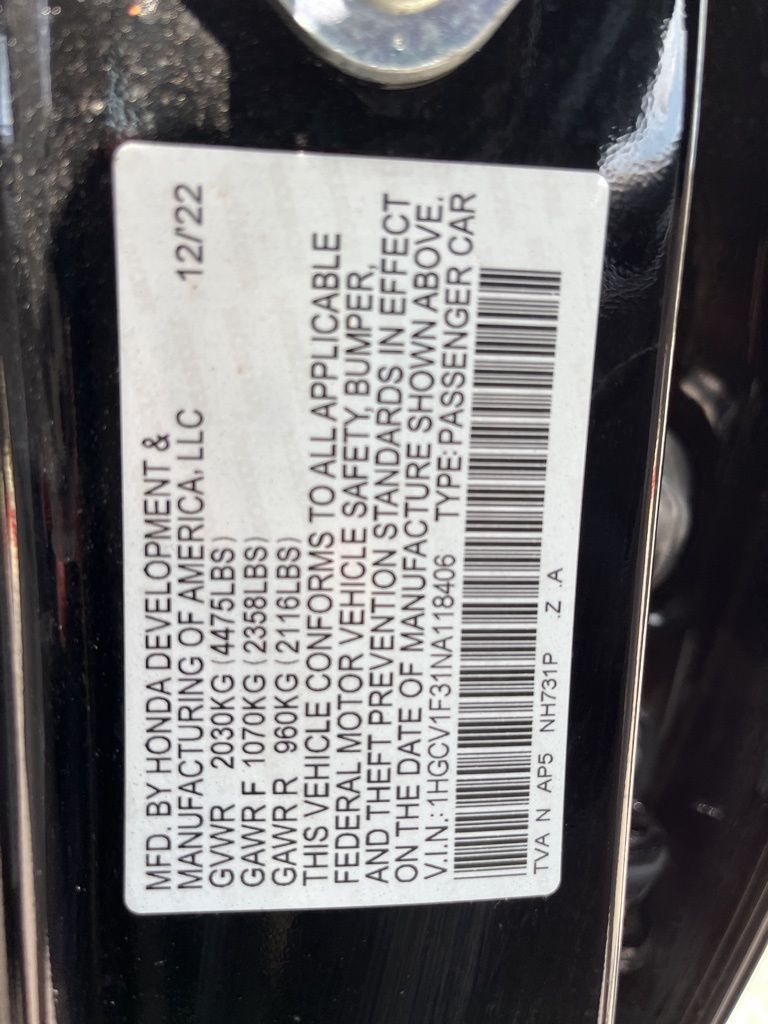 MFD. BY HONDA DEVELOPMENT &
MANUFACTURING OF AMERICA, LLC 12/'22
GVWR 2030KG (4475LBS)
GAWR F 1070KG (2358LBS)
GAWR R 960KG (2116LBS)
THIS VEHICLE CONFORMS TO ALL APPLICABLE
FEDERAL MOTOR VEHICLE SAFETY, BUMPER,
AND THEFT PREVENTION STANDARDS IN EFFECT
ON THE DATE OF MANUFACTURE SHOWN ABOVE.
V.I.N.: 1HGCV1F31NA118406 TYPE: PASSENGER CAR
TVA N AP5 NH731P .Z .A